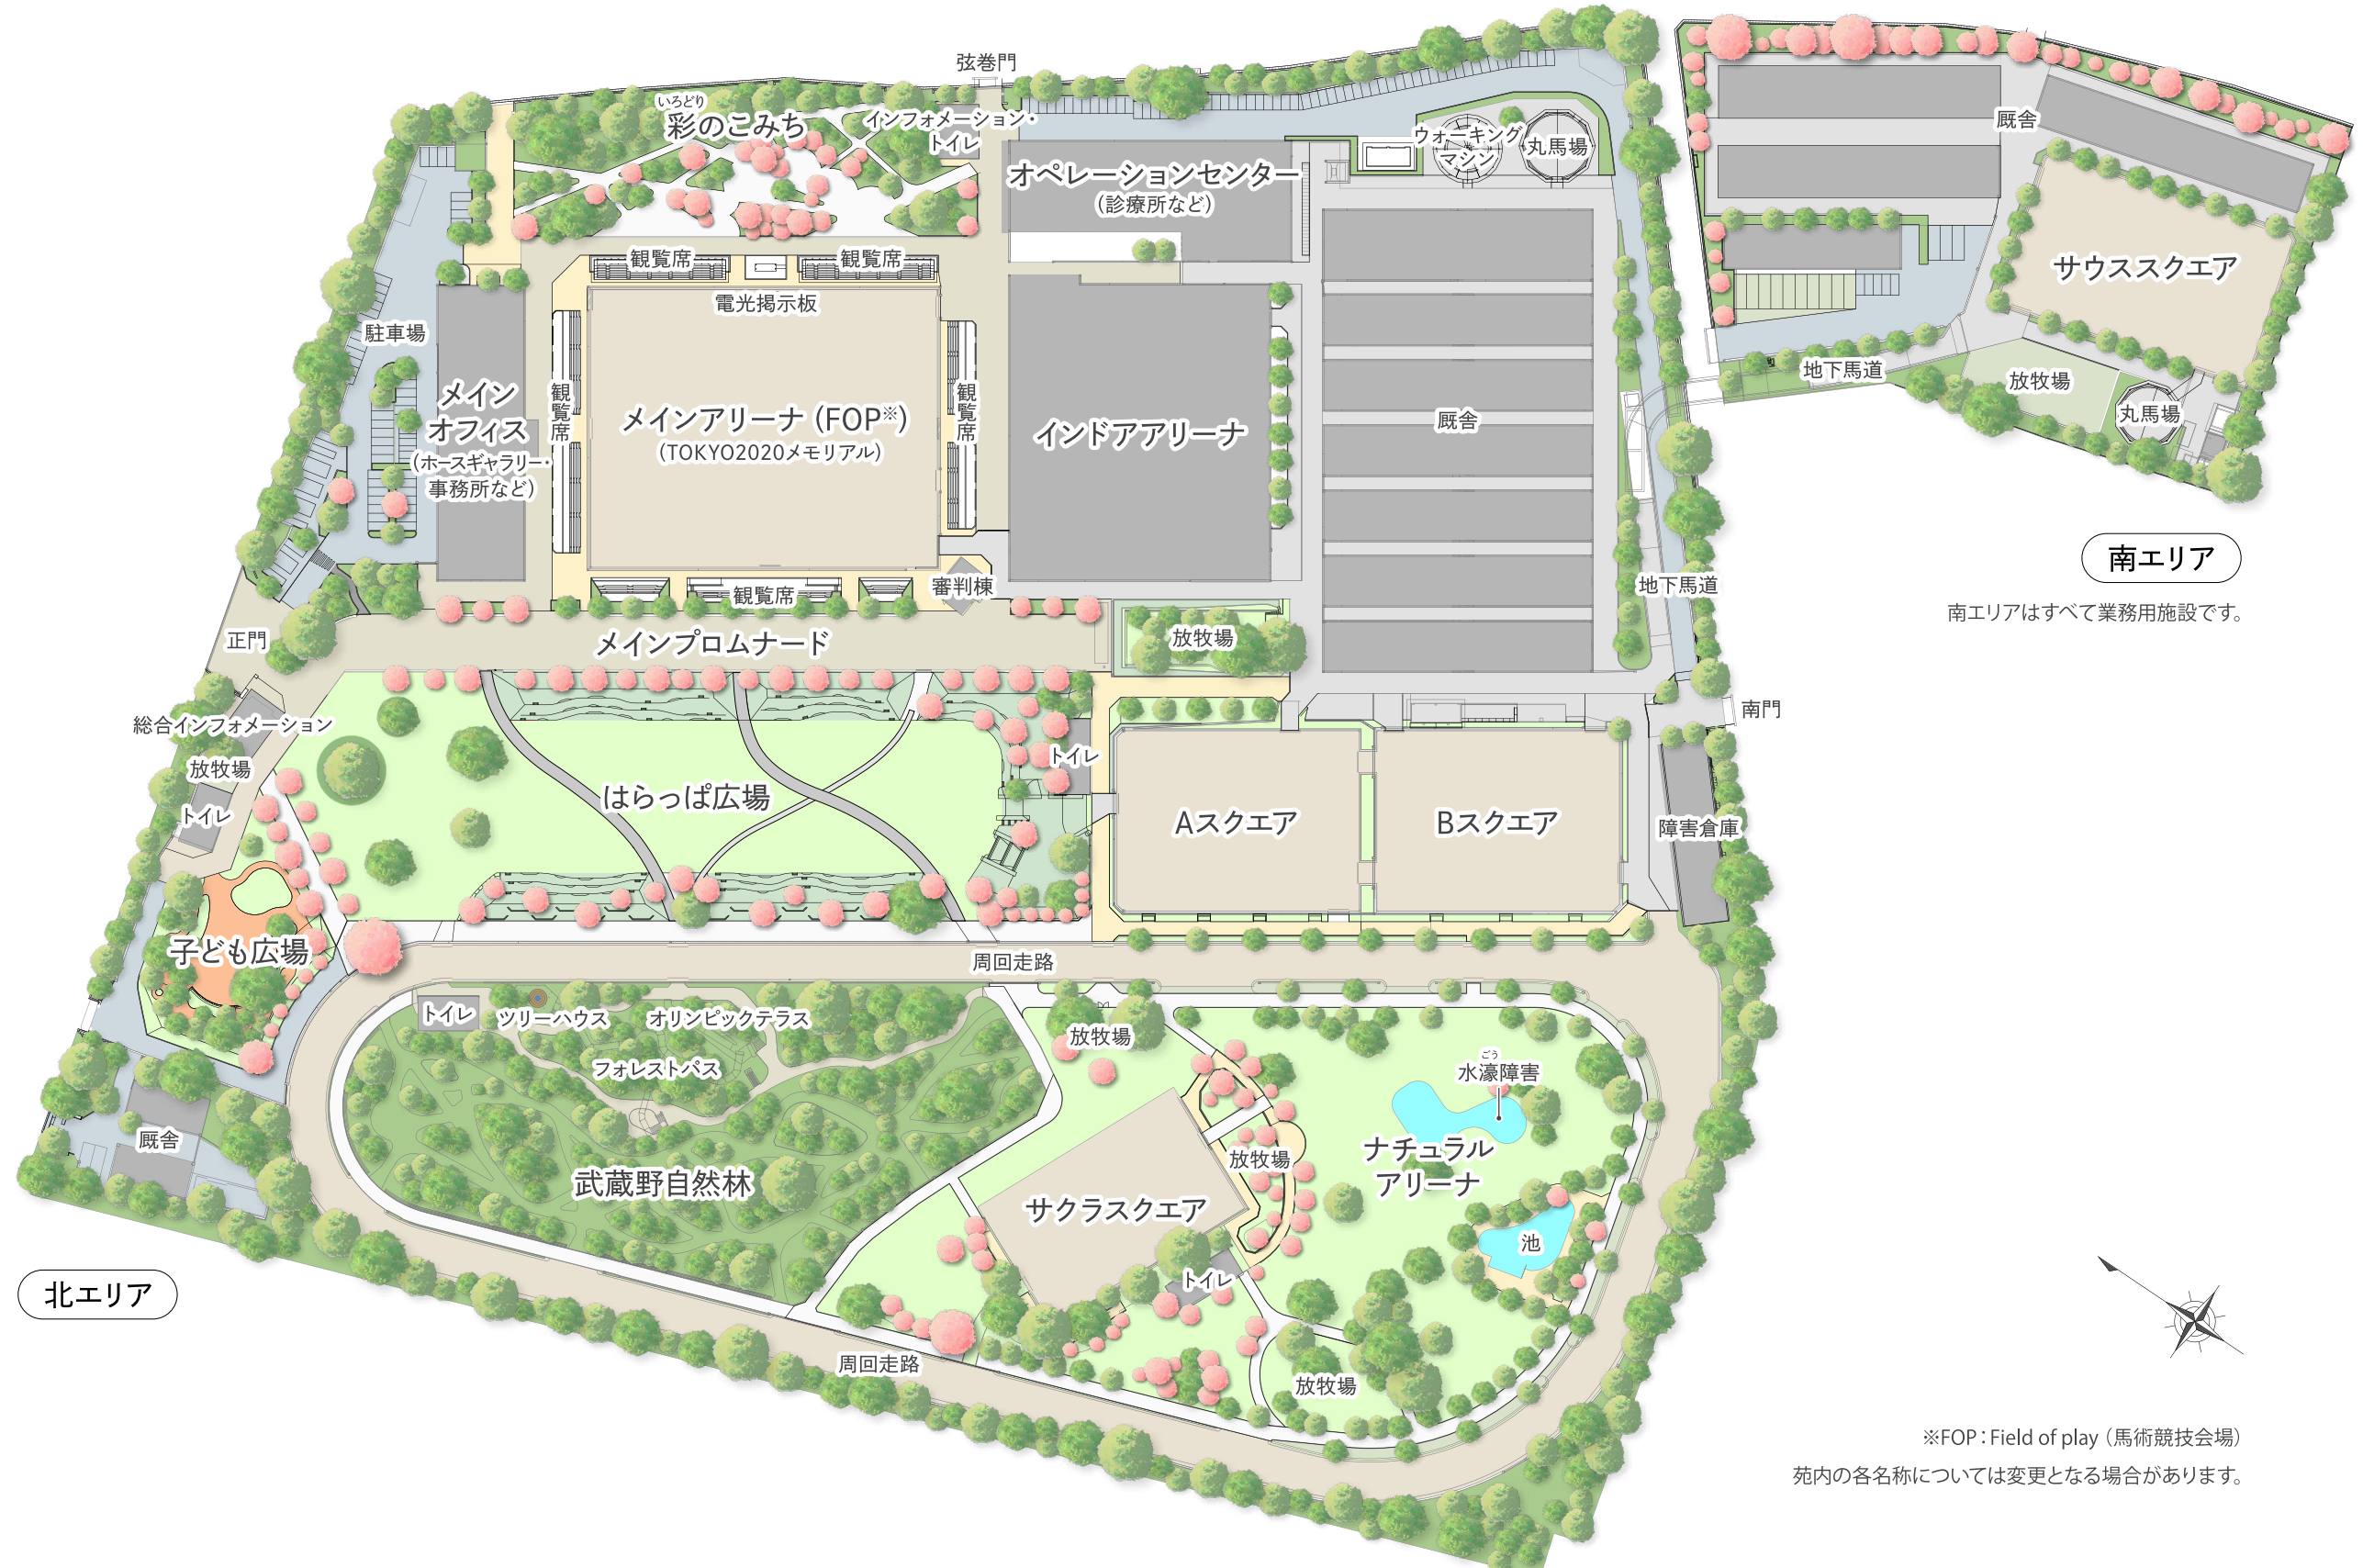 弦巻門
いろどり
彩のこみち
インフォメーション・
トイレ
オペレーションセンター
（診療所など）
ウォーキング
マシン
丸馬場
厩舎
サウススクエア
観覧席
観覧席
電光掲示板
駐車場
メイン
オフィス
（ホースギャラリー・
事務所など）
観覧席
メインアリーナ（FOP※）
（TOKYO2020メモリアル）
観覧席
インドアアリーナ
厩舎
地下馬道
放牧場
丸馬場
南エリア
南エリアはすべて業務用施設です。
審判棟
観覧席
地下馬道
正門
メインプロムナード
放牧場
総合インフォメーション
放牧場
トイレ
はらっぱ広場
トイレ
南門
Aスクエア
Bスクエア
障害倉庫
子ども広場
周回走路
トイレ
ツリーハウス
オリンピックテラス
フォレストパス
放牧場
ごう
水濠障害
厩舎
武蔵野自然林
放牧場
ナチュラル
アリーナ
サクラスクエア
池
トイレ
北エリア
周回走路
放牧場
※FOP：Field of play（馬術競技会場）
苑内の各名称については変更となる場合があります。